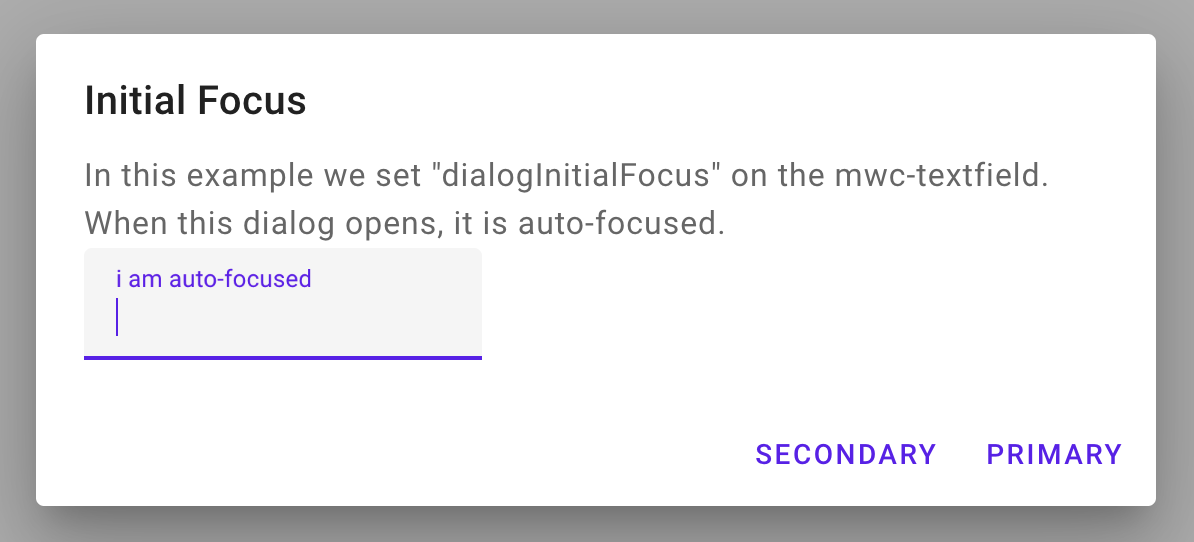 Initial Focus
In this example we set "dialogInitialFocus" on the mwc-textfield.
When this dialog opens, it is auto-focused.
i am auto-focused
SECONDARY PRIMARY